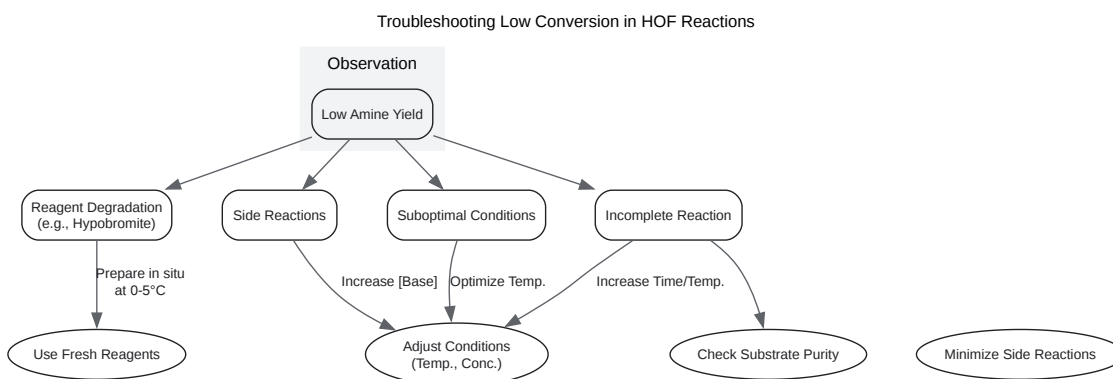 Troubleshooting Low Conversion in HOF Reactions
Observation
Low Amine Yield
Reagent Degradation
(e.g., Hypobromite)
Side Reactions
Suboptimal Conditions
Incomplete Reaction
Prepare in situ
at 0-5°C
Increase [Base]
Optimize Temp.
Increase Time/Temp.
Use Fresh Reagents
Adjust Conditions
(Temp., Conc.)
Check Substrate Purity
Minimize Side Reactions